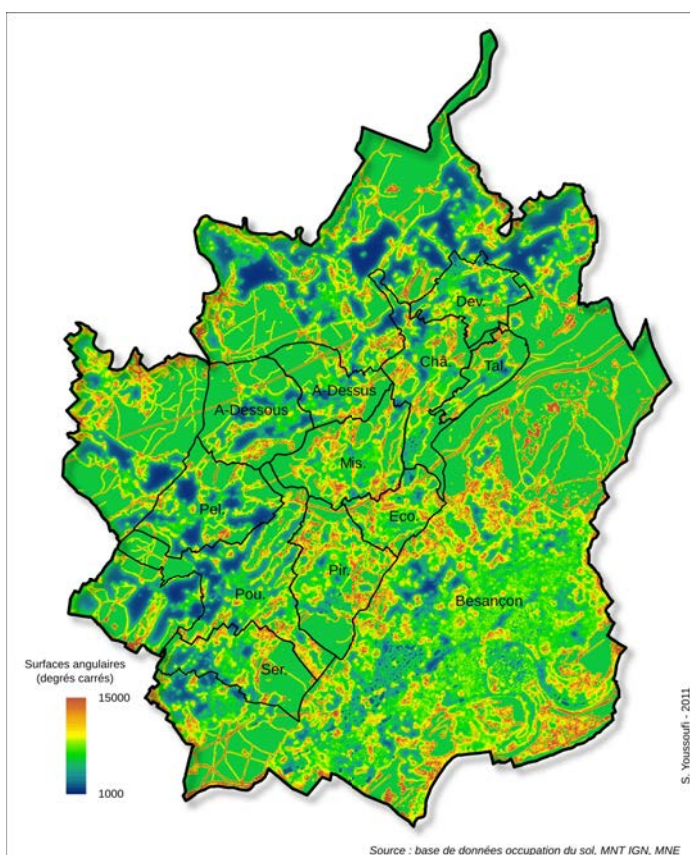 Dev.
Châ.
Tal.
A-Dessus
A-Dessous
Mis.
Pel.
Eco.
Pir.
Besançon
Pou.
Ser.
Surfaces angulaires
(degrés carrés)
15000
1000
S. Youssoufi - 2011
Source : base de données occupation du sol, MNT IGN, MNE